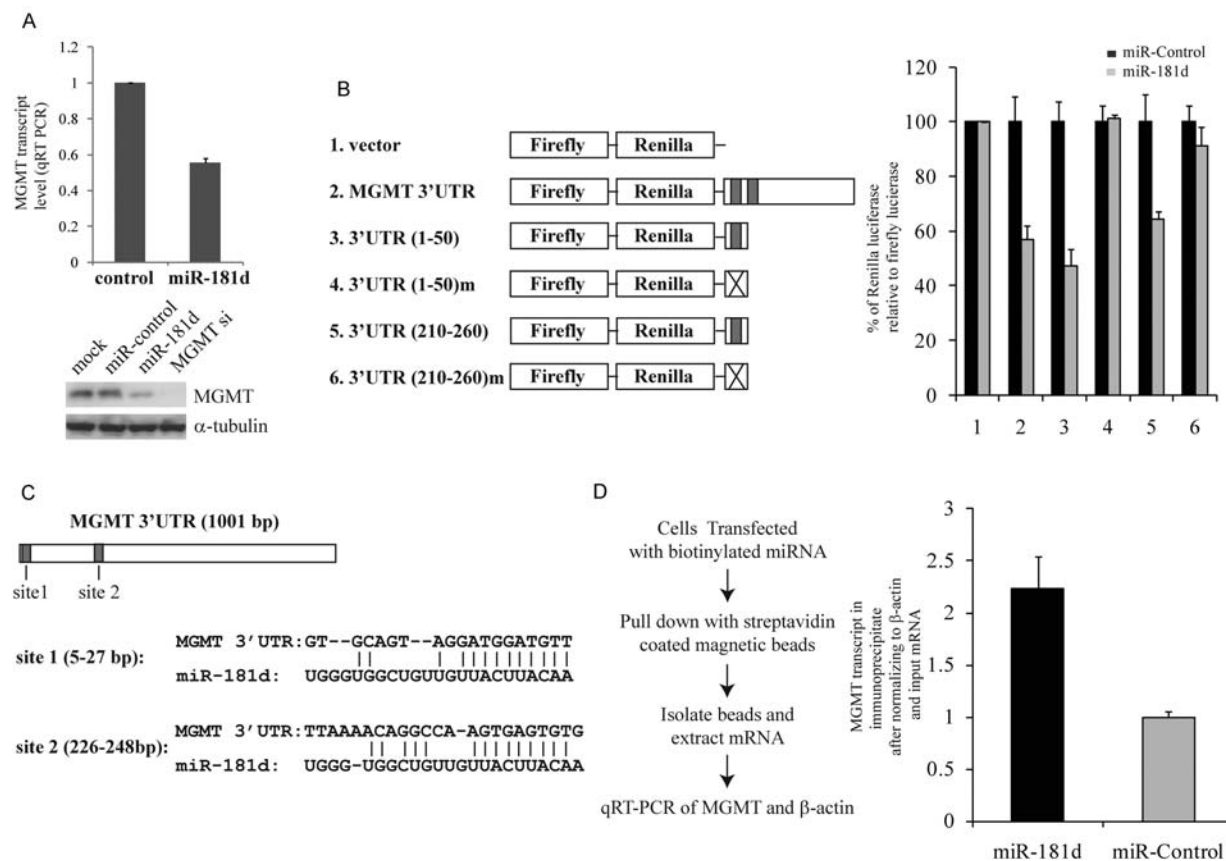 A
MGMT transcript
level (qRT PCR)
1.2
1
0.8
0.6
0.4
0.2
0
control
miR-181d
mock
miR-control
miR-181d
MGMT si
MGMT
α-tubulin
B
1. vector
Firefly
Renilla
2. MGMT 3’UTR
Firefly
Renilla
3. 3’UTR (1-50)
Firefly
Renilla
4. 3’UTR (1-50)m
Firefly
Renilla
5. 3’UTR (210-260)
Firefly
Renilla
6. 3’UTR (210-260)m
Firefly
Renilla
miR-Control
miR-181d
% of Renilla luciferase
relative to firefly lucierase
120
100
80
60
40
20
0
1
2
3
4
5
6
C
MGMT 3’UTR (1001 bp)
site1
site 2
site 1 (5-27 bp):
MGMT 3’UTR:GT--GCAGT--AGGATGGATGTT
miR-181d: UGGGUGGCUGUUGUUACUUACAA
site 2 (226-248bp):
MGMT 3’UTR:TTAAAACAGGCCA-AGTGAGTGTG
miR-181d: UGGG-UGGCUGUUGUUACUUACAA
D
Cells Transfected
with biotinylated miRNA
Pull down with streptavidin
coated magnetic beads
Isolate beads and
extract mRNA
qRT-PCR of MGMT and β-actin
MGMT transcript in
immunoprecipitate
after normalizing to β-actin
and input mRNA
3
2.5
2
1.5
1
0.5
0
miR-181d
miR-Control